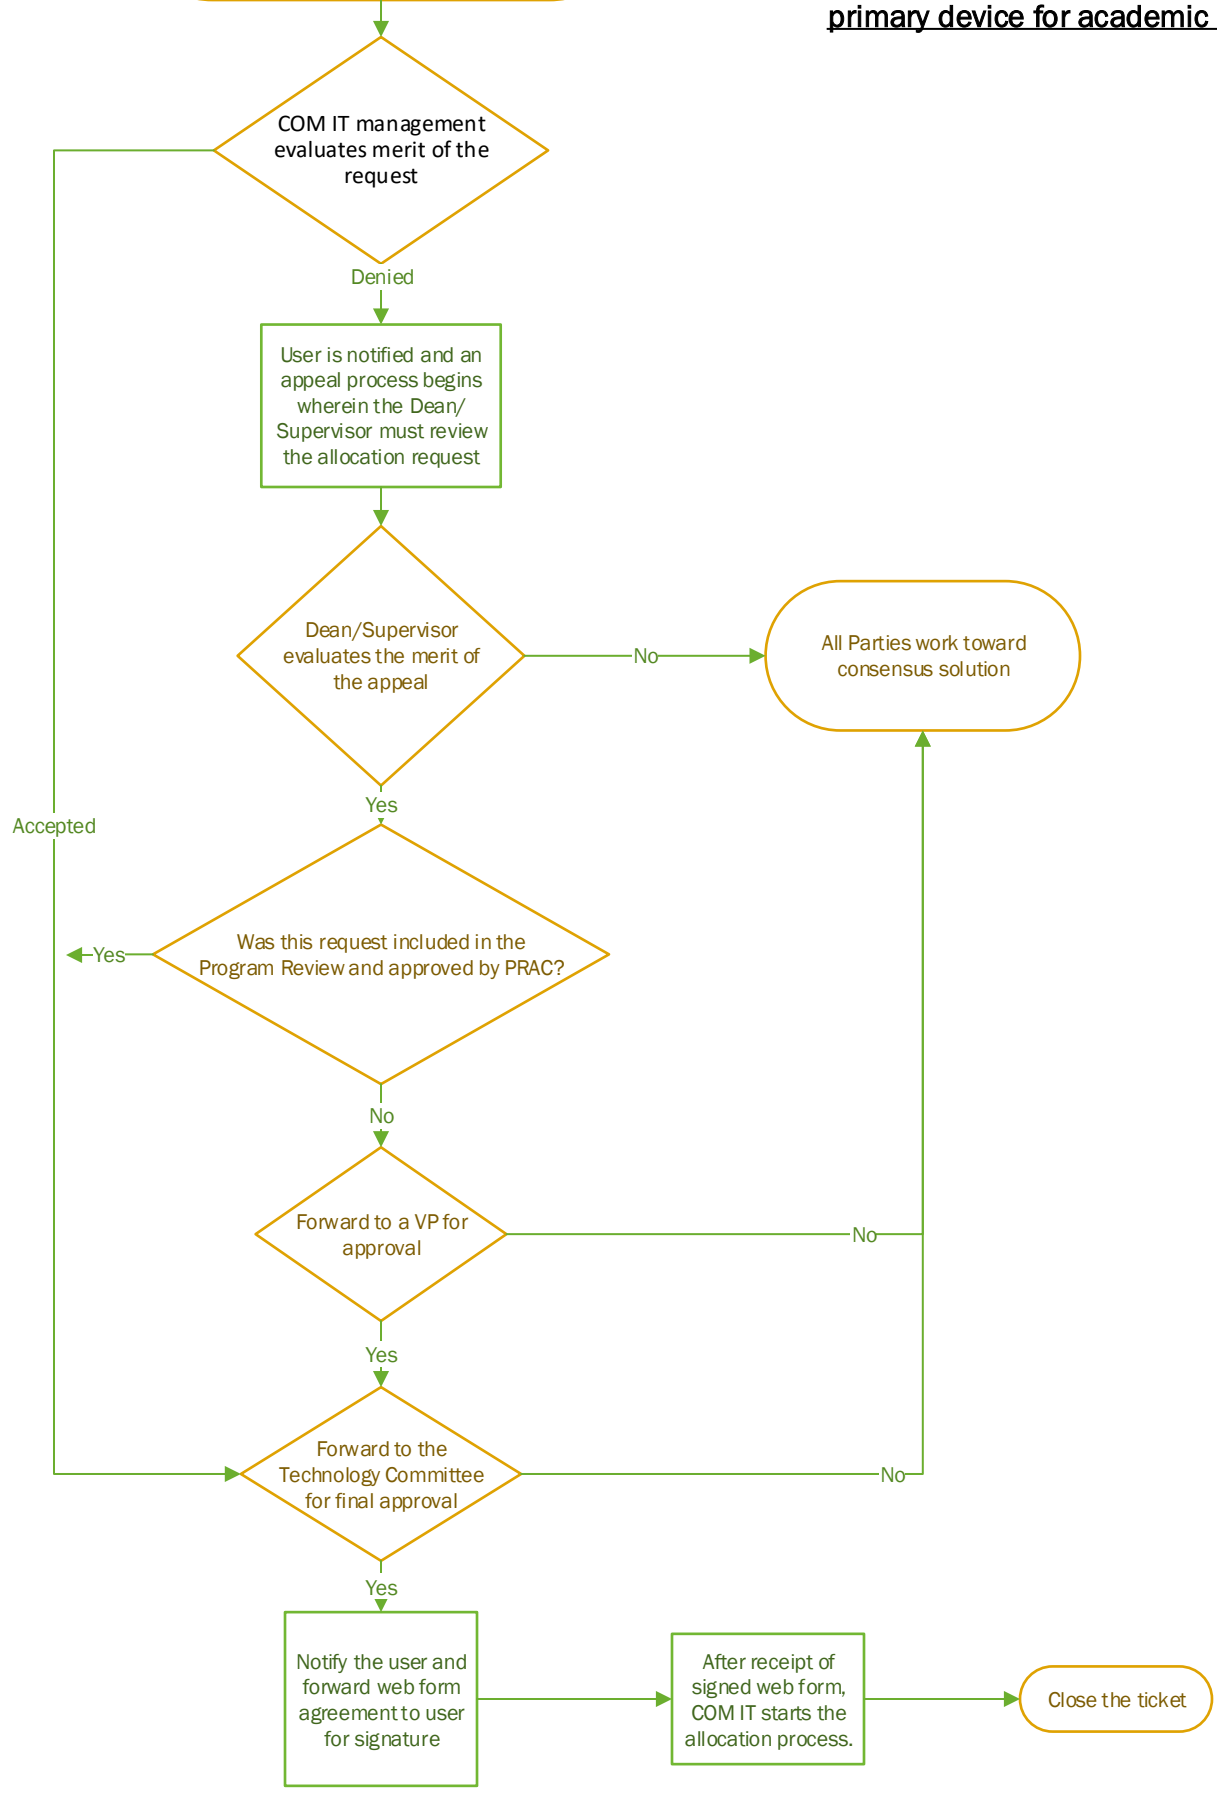 primary device for academic
COM IT management
evaluates merit of the
request
Denied
User is notified and an
appeal process begins
wherein the Dean/
Supervisor must review
the allocation request
Dean/Supervisor
evaluates the merit of
the appeal
No
All Parties work toward
consensus solution
Yes
Accepted
Was this request included in the
Program Review and approved by PRAC?
Yes
No
Forward to a VP for
approval
No
Yes
Forward to the
Technology Committee
for final approval
No
Yes
Notify the user and
forward web form
agreement to user
for signature
After receipt of
signed web form,
COM IT starts the
allocation process.
Close the ticket